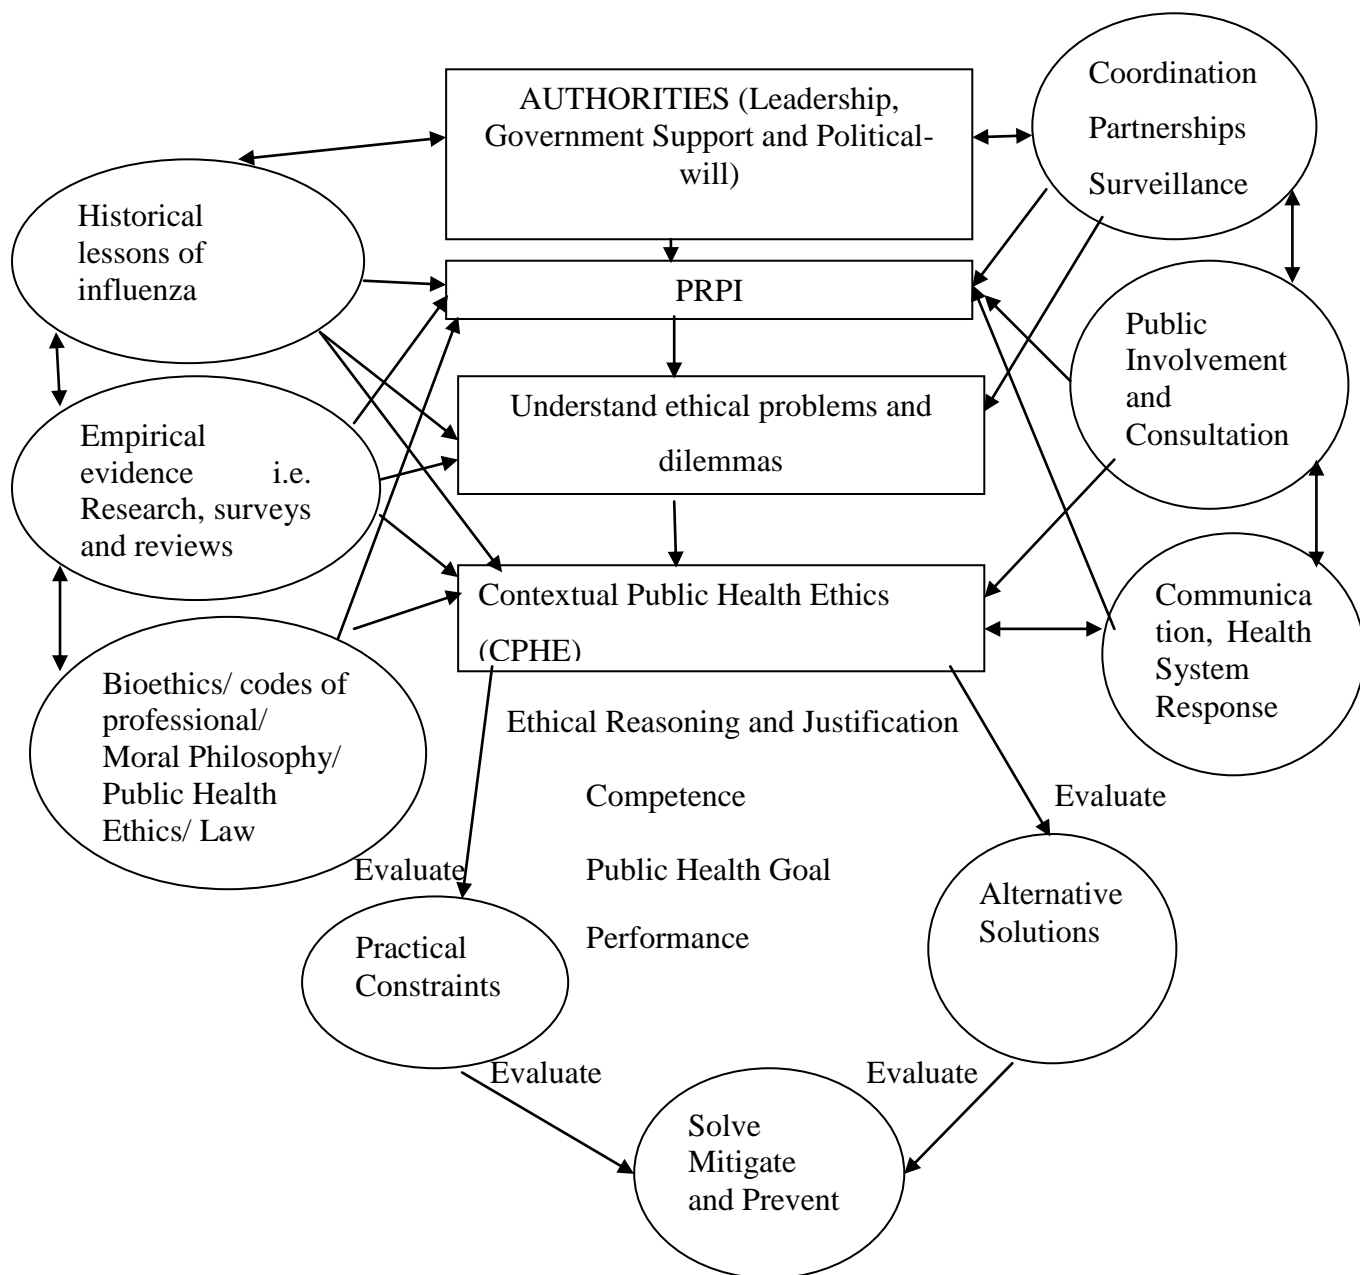 AUTHORITIES (Leadership,
Government Support and Political-
will)
Coordination
Partnerships
Surveillance
Historical
lessons of
influenza
PRPI
Public
Involvement
and
Consultation
Understand ethical problems and
dilemmas
Empirical
evidence i.e.
Research, surveys
and reviews
Contextual Public Health Ethics
(CPHE)
Communica
tion, Health
System
Response
Bioethics/ codes of
professional/
Moral Philosophy/
Public Health
Ethics/ Law
Ethical Reasoning and Justification
Competence
Evaluate
Evaluate
Public Health Goal
Performance
Practical
Constraints
Alternative
Solutions
Evaluate
Evaluate
Solve
Mitigate
and Prevent